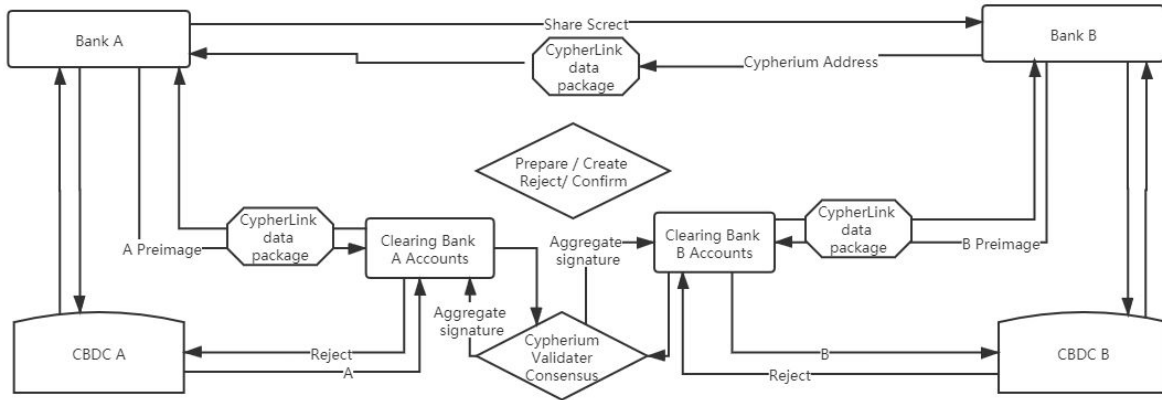 Share Screct
Bank A
Bank B
CypherLink
data
package
Cypherium Address
Prepare / Create
Reject/ Confirm
CypherLink
data
package
A Preimage
Clearing Bank
A Accounts
Aggregate
signature
Clearing Bank
B Accounts
CypherLink
data
package
B Preimage
Aggregate
signature
CBDC A
Reject
A
Cypherium
Validater
Consensus
B
Reject
CBDC B